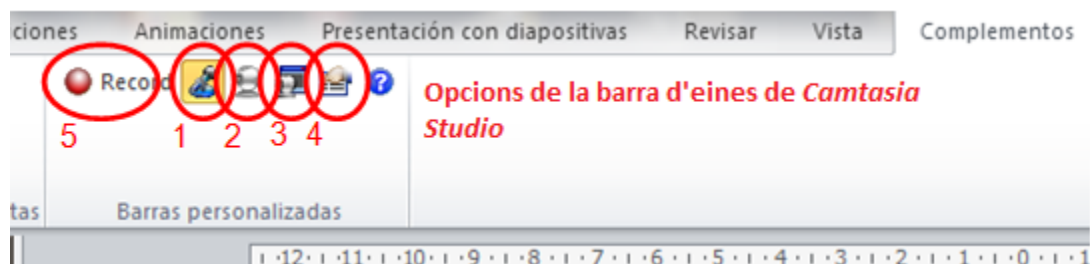 ciones Animaciones Presentación con diapositivas Revisar Vista Complementos
Record
5 1 2 3 4
Opcions de la barra d'eines de Camtasia
Studio
tas Barras personalizadas
12 11 10 9 8 7 6 5 4 3 2 1 0 1